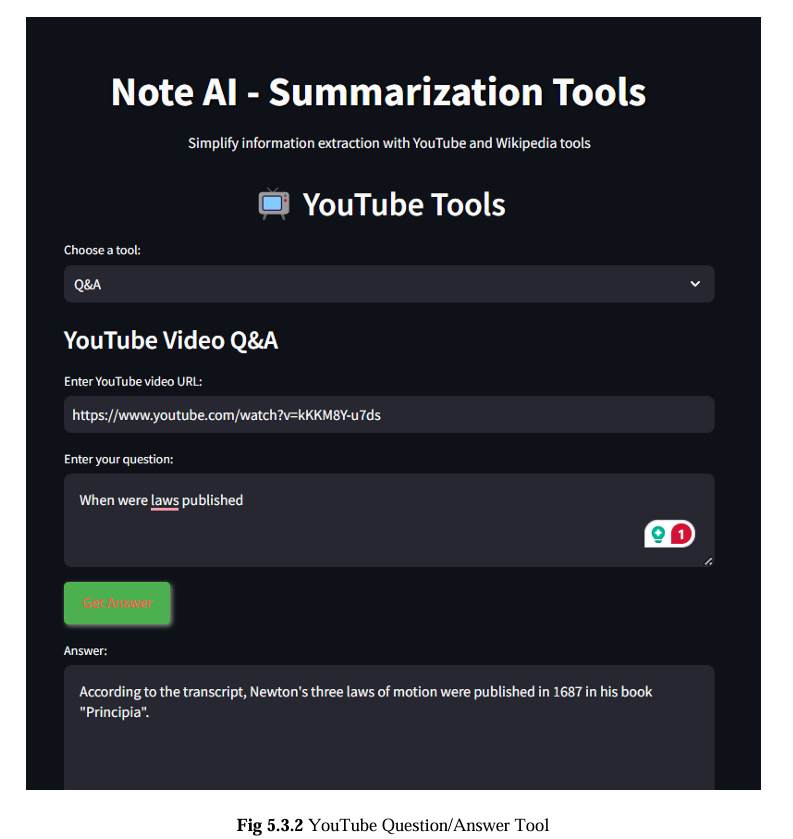 Note AI - Summarization Tools
Simplify information extraction with YouTube and Wikipedia tools
YouTube Tools
Choose a tool:
Q&A
YouTube Video Q&A
Enter YouTube video URL:
https://www.youtube.com/watch?v=kKKM8Y-u7ds
Enter your question:
When were laws published
1
Get Answer
Answer:
According to the transcript, Newton's three laws of motion were published in 1687 in his book
"Principia".
Fig 5.3.2 YouTube Question/Answer Tool